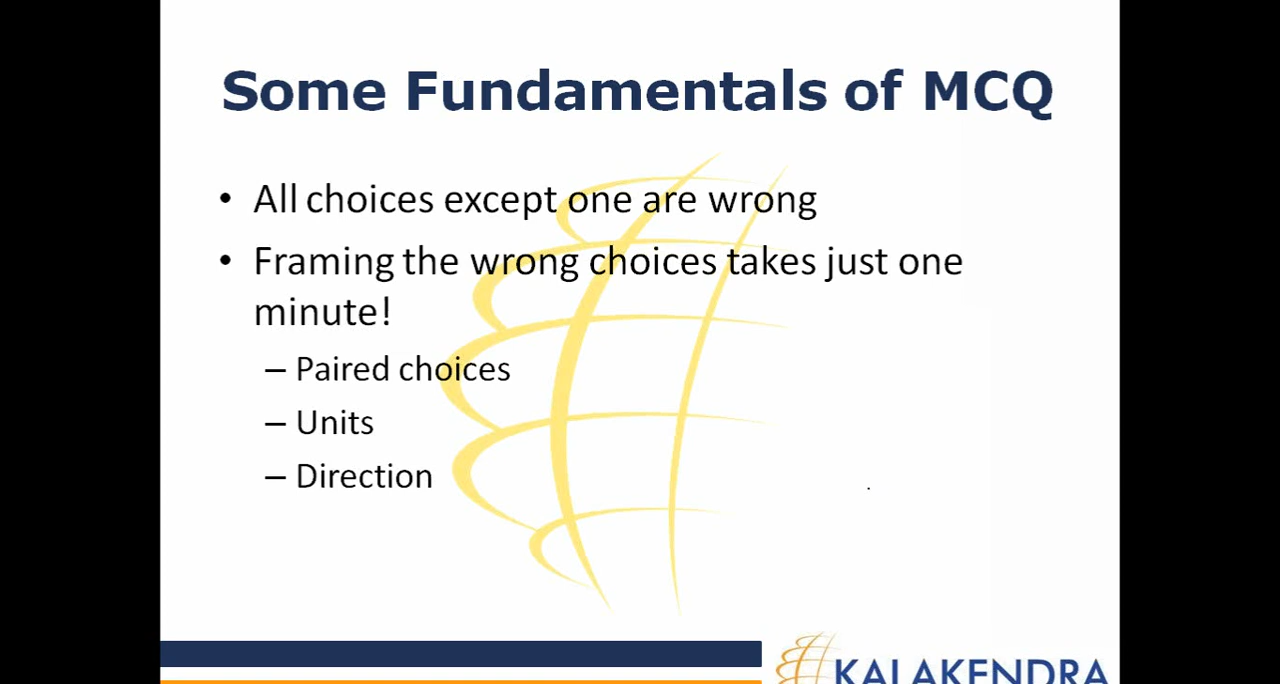 Some Fundamentals of MCQ
• All choices except one are wrong
• Framing the wrong choices takes just one
minute!
– Paired choices
– Units
– Direction
KALAKENDRA